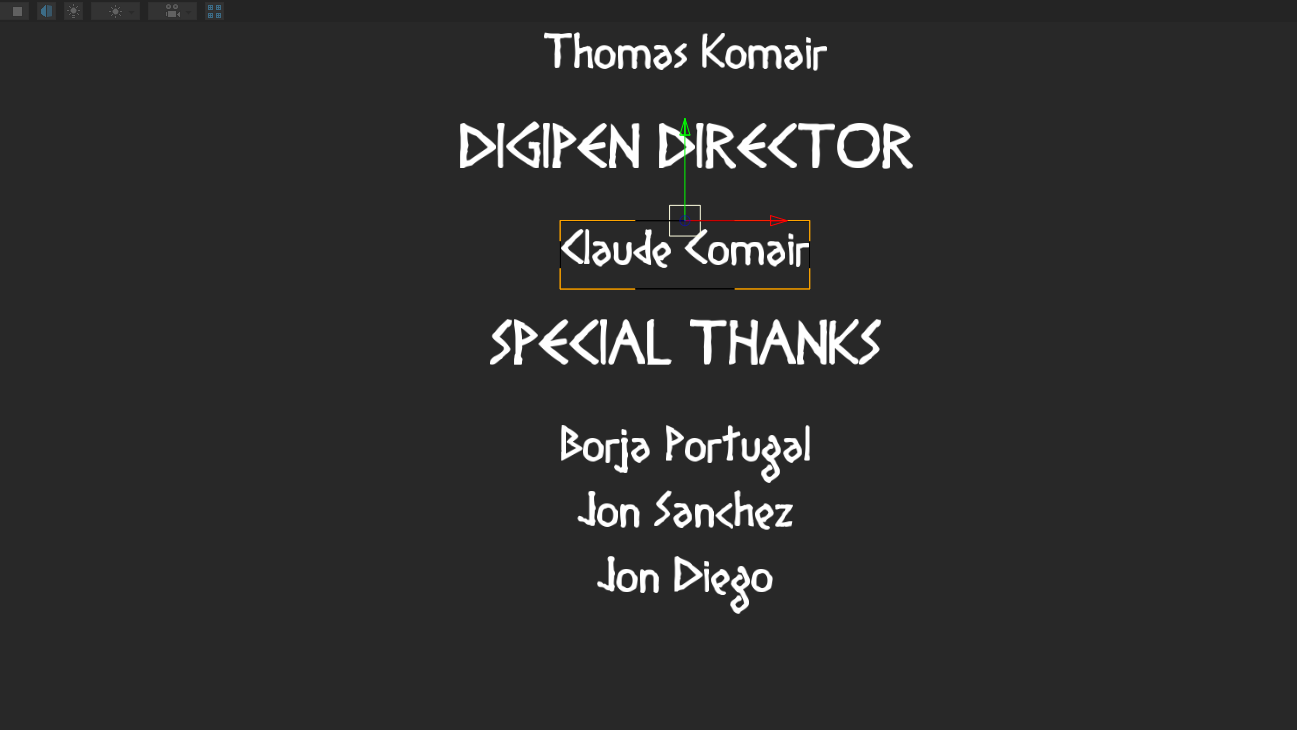 Thomas Komair
DIGIPEN DIRECTOR
Claude Comair
SPECIAL THANKS
Borja Portugal
Jon Sanchez
Jon Diego